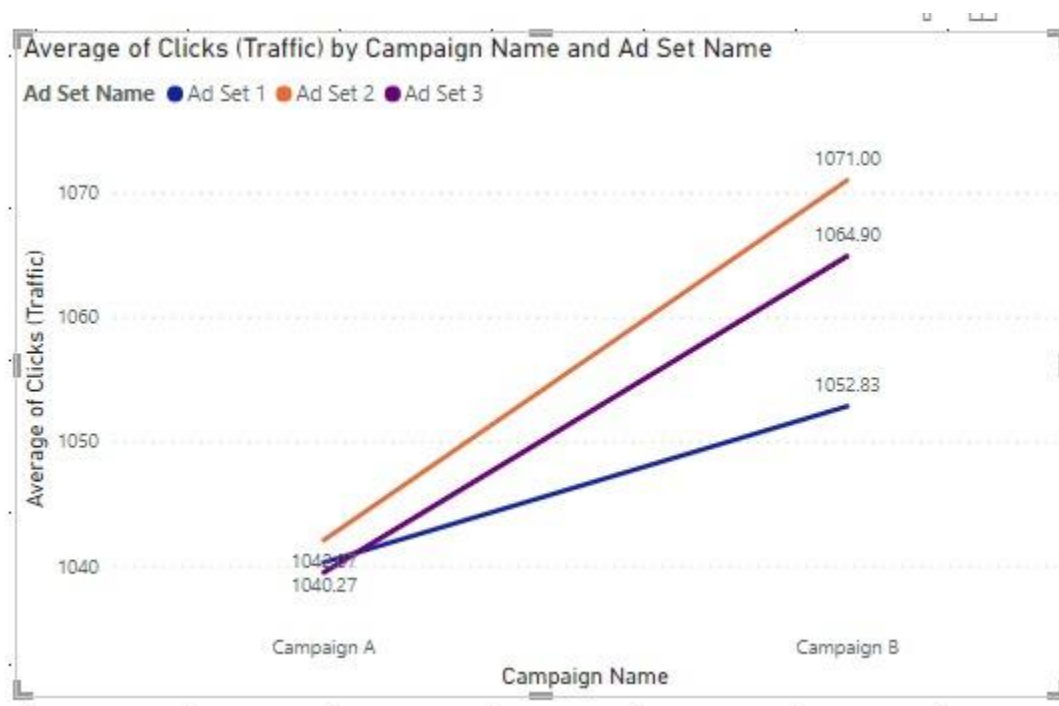 Average of Clicks (Traffic) by Campaign Name and Ad Set Name
Ad Set Name Ad Set 1 Ad Set 2 Ad Set 3
1071.00
1070
1064.90
1060
1052.83
1050
1040
1040.27
Average of Clicks (Traffic)
Campaign A Campaign B
Campaign Name